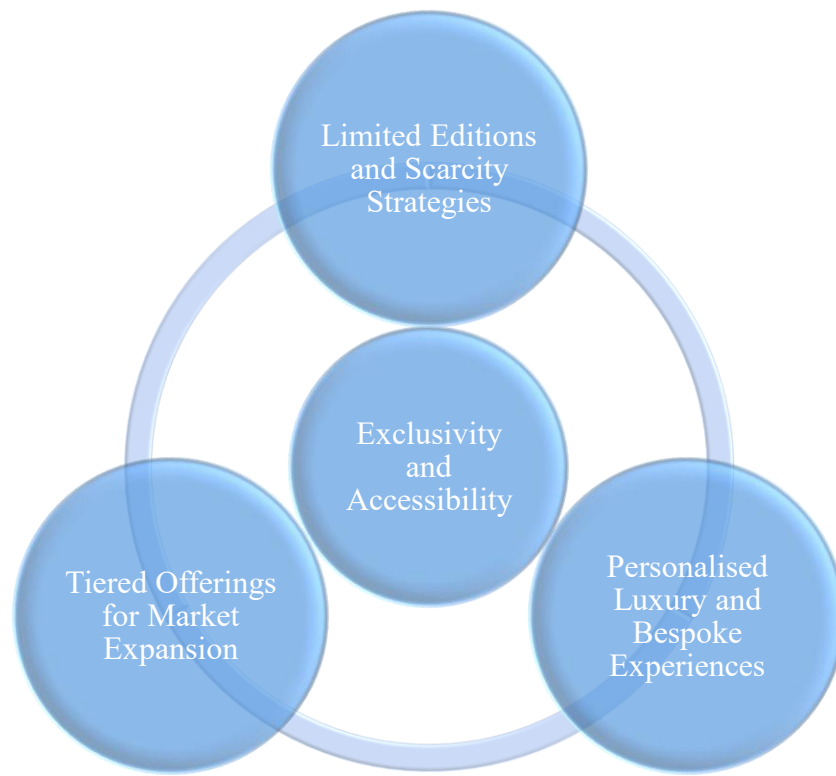 Limited Editions
and Scarcity
Strategies
Exclusivity
and
Accessibility
Tiered Offerings
for Market
Expansion
Personalised
Luxury and
Bespoke
Experiences